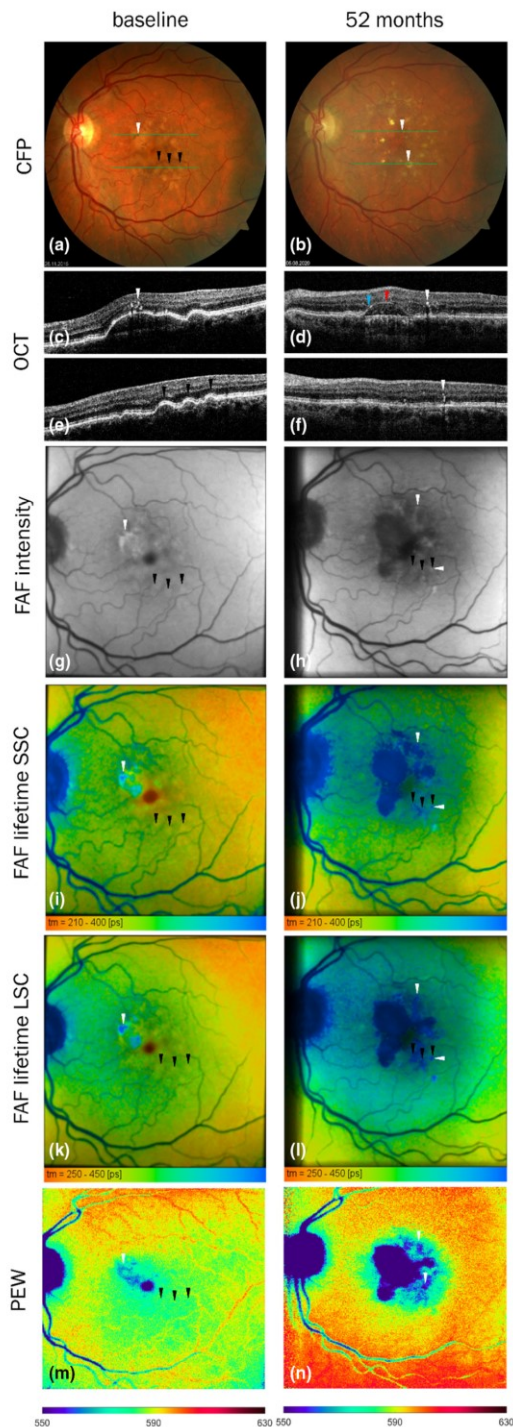 baseline 52 months
CFP
(a) (b)
OCT
(c) (d)
(e) (f)
FAF intensity
(g) (h)
FAF lifetime SSC
(i) (j)
tm = 210 - 400 [ps] tm = 210 - 400 [ps]
FAF lifetime LSC
(k) (l)
tm = 250 - 450 [ps] tm = 250 - 450 [ps]
PEW
(m) (n)
550 590 630 550 590 630